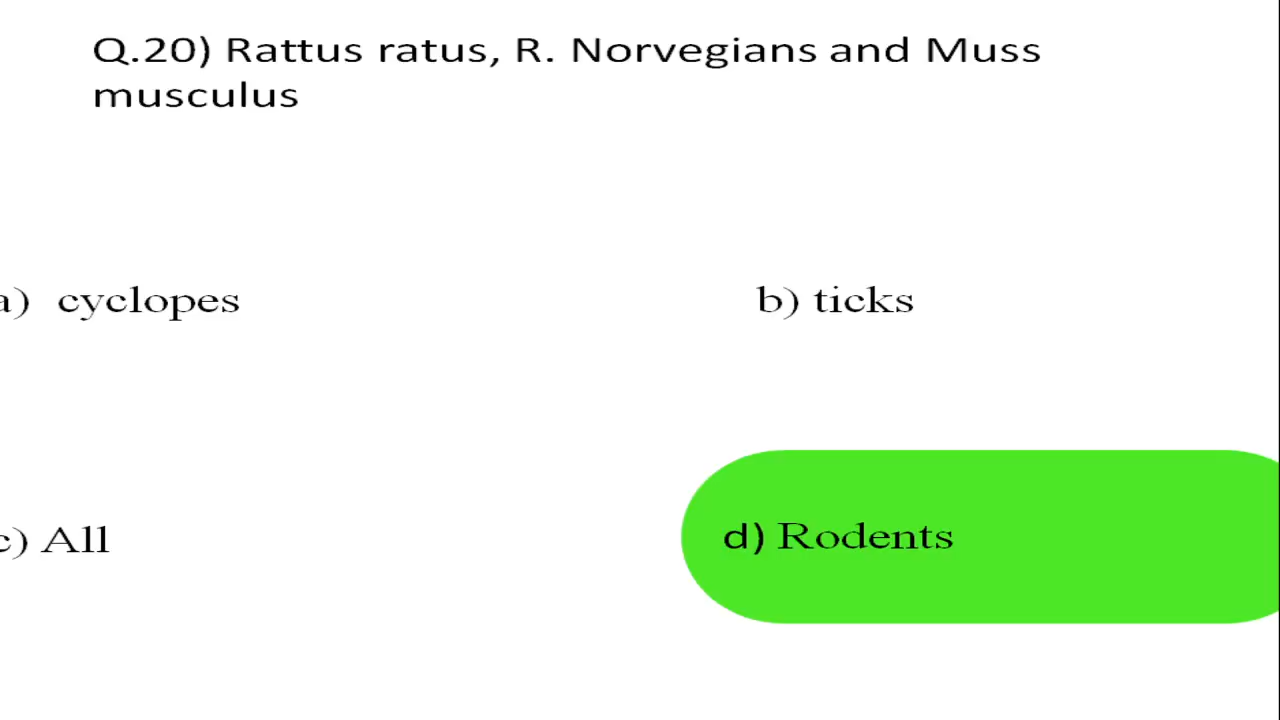 Q.20) Rattus ratus, R. Norvegians and Muss
musculus
a) cyclopes
b) ticks
c) All
d) Rodents